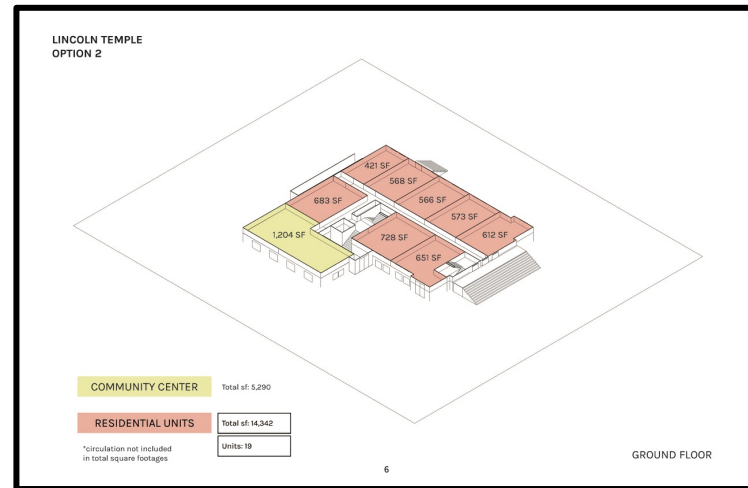 LINCOLN TEMPLE
OPTION 2
421 SF
568 SF
683 SF
566 SF
573 SF
1,204 SF
728 SF
612 SF
651 SF
COMMUNITY CENTER Total sf: 5,290
RESIDENTIAL UNITS Total sf: 14,342
Units: 19
*circulation not included
in total square footages
GROUND FLOOR
6